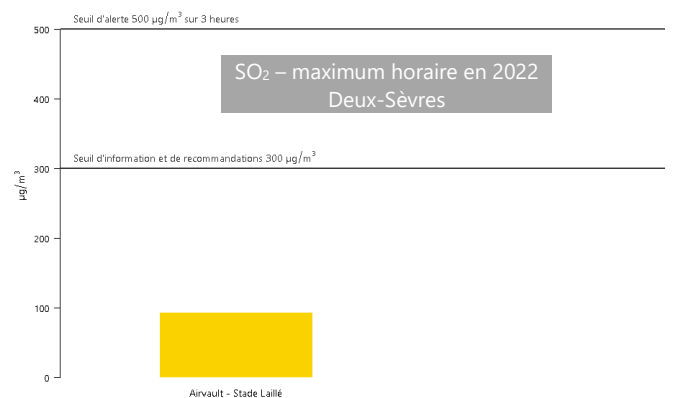 Seuil d'alerte 500 µg/m³ sur 3 heures
500
SO₂ – maximum horaire en 2022
Deux-Sèvres
400
Seuil d'information et de recommandations 300 µg/m³
300
µg/m³
200
100
0
Airvault - Stade Laillé